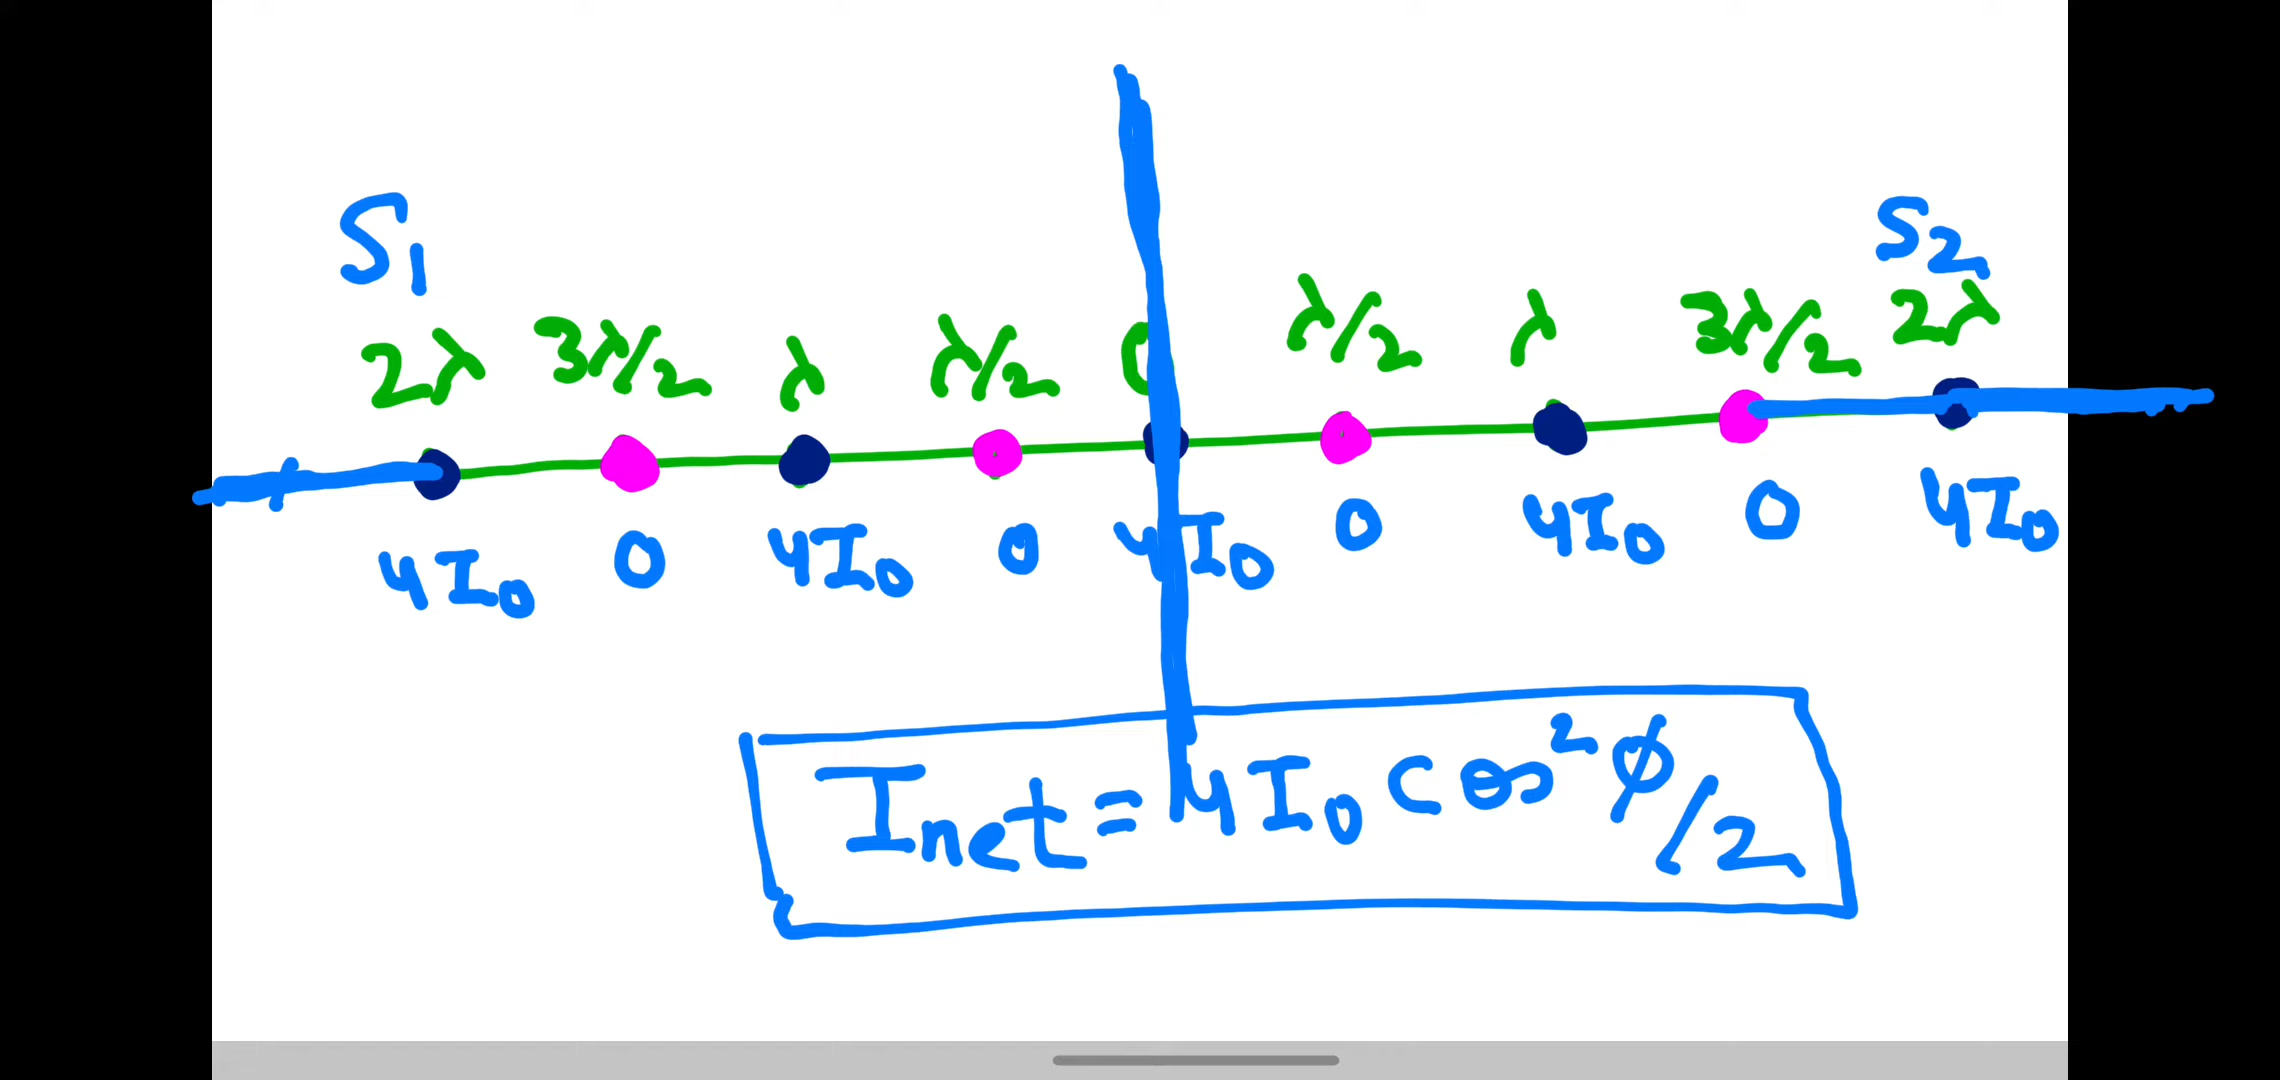 S₁ S₂
2λ 3λ/2 λ λ/2 0 λ/2 λ 3λ/2 2λ
4I₀ 0 4I₀ 0 4I₀ 0 4I₀ 0 4I₀
Inet = 4I₀ cos² ϕ/2